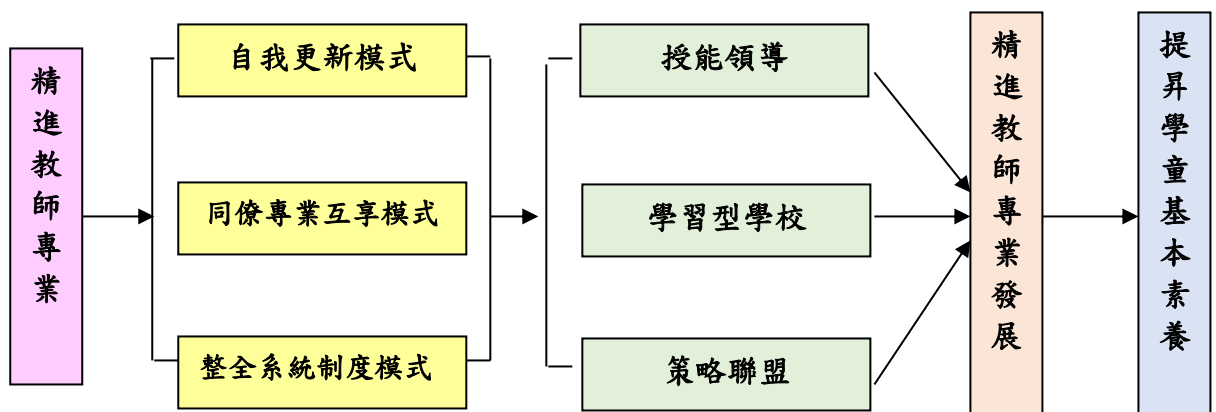 精進教師專業
自我更新模式
同僚專業互享模式
整全系統制度模式
授能領導
學習型學校
策略聯盟
精進教師專業發展
提昇學童基本素養